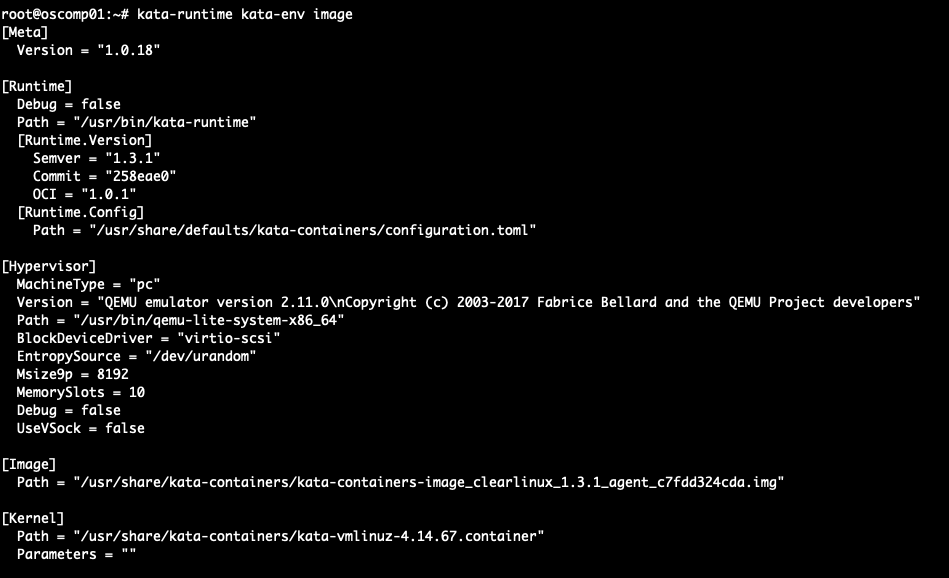 root@oscomp01:~# kata-runtime kata-env image
[Meta]
  Version = "1.0.18"

[Runtime]
  Debug = false
  Path = "/usr/bin/kata-runtime"
  [Runtime.Version]
    Semver = "1.3.1"
    Commit = "258eae0"
    OCI = "1.0.1"
  [Runtime.Config]
    Path = "/usr/share/defaults/kata-containers/configuration.toml"

[Hypervisor]
  MachineType = "pc"
  Version = "QEMU emulator version 2.11.0\nCopyright (c) 2003-2017 Fabrice Bellard and the QEMU Project developers"
  Path = "/usr/bin/qemu-lite-system-x86_64"
  BlockDeviceDriver = "virtio-scsi"
  EntropySource = "/dev/urandom"
  Msize9p = 8192
  MemorySlots = 10
  Debug = false
  UseVSock = false

[Image]
  Path = "/usr/share/kata-containers/kata-containers-image_clearlinux_1.3.1_agent_c7fdd324cda.img"

[Kernel]
  Path = "/usr/share/kata-containers/kata-vmlinuz-4.14.67.container"
  Parameters = ""